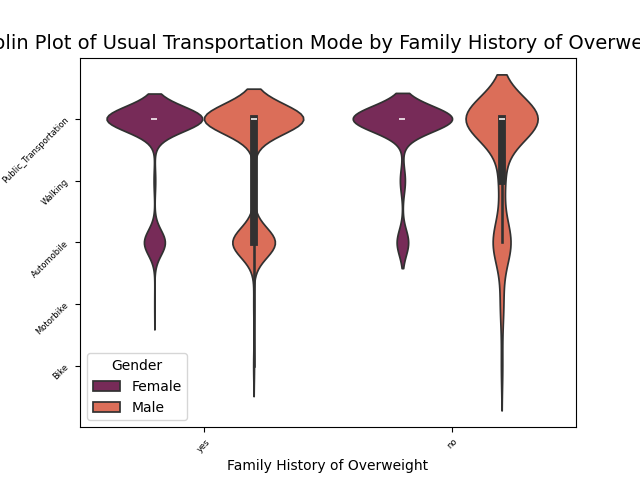 olin Plot of Usual Transportation Mode by Family History of Overwe
Public_Transportation
Walking
Automobile
Motorbike
Bike
Gender
Female
Male
yes
no
Family History of Overweight